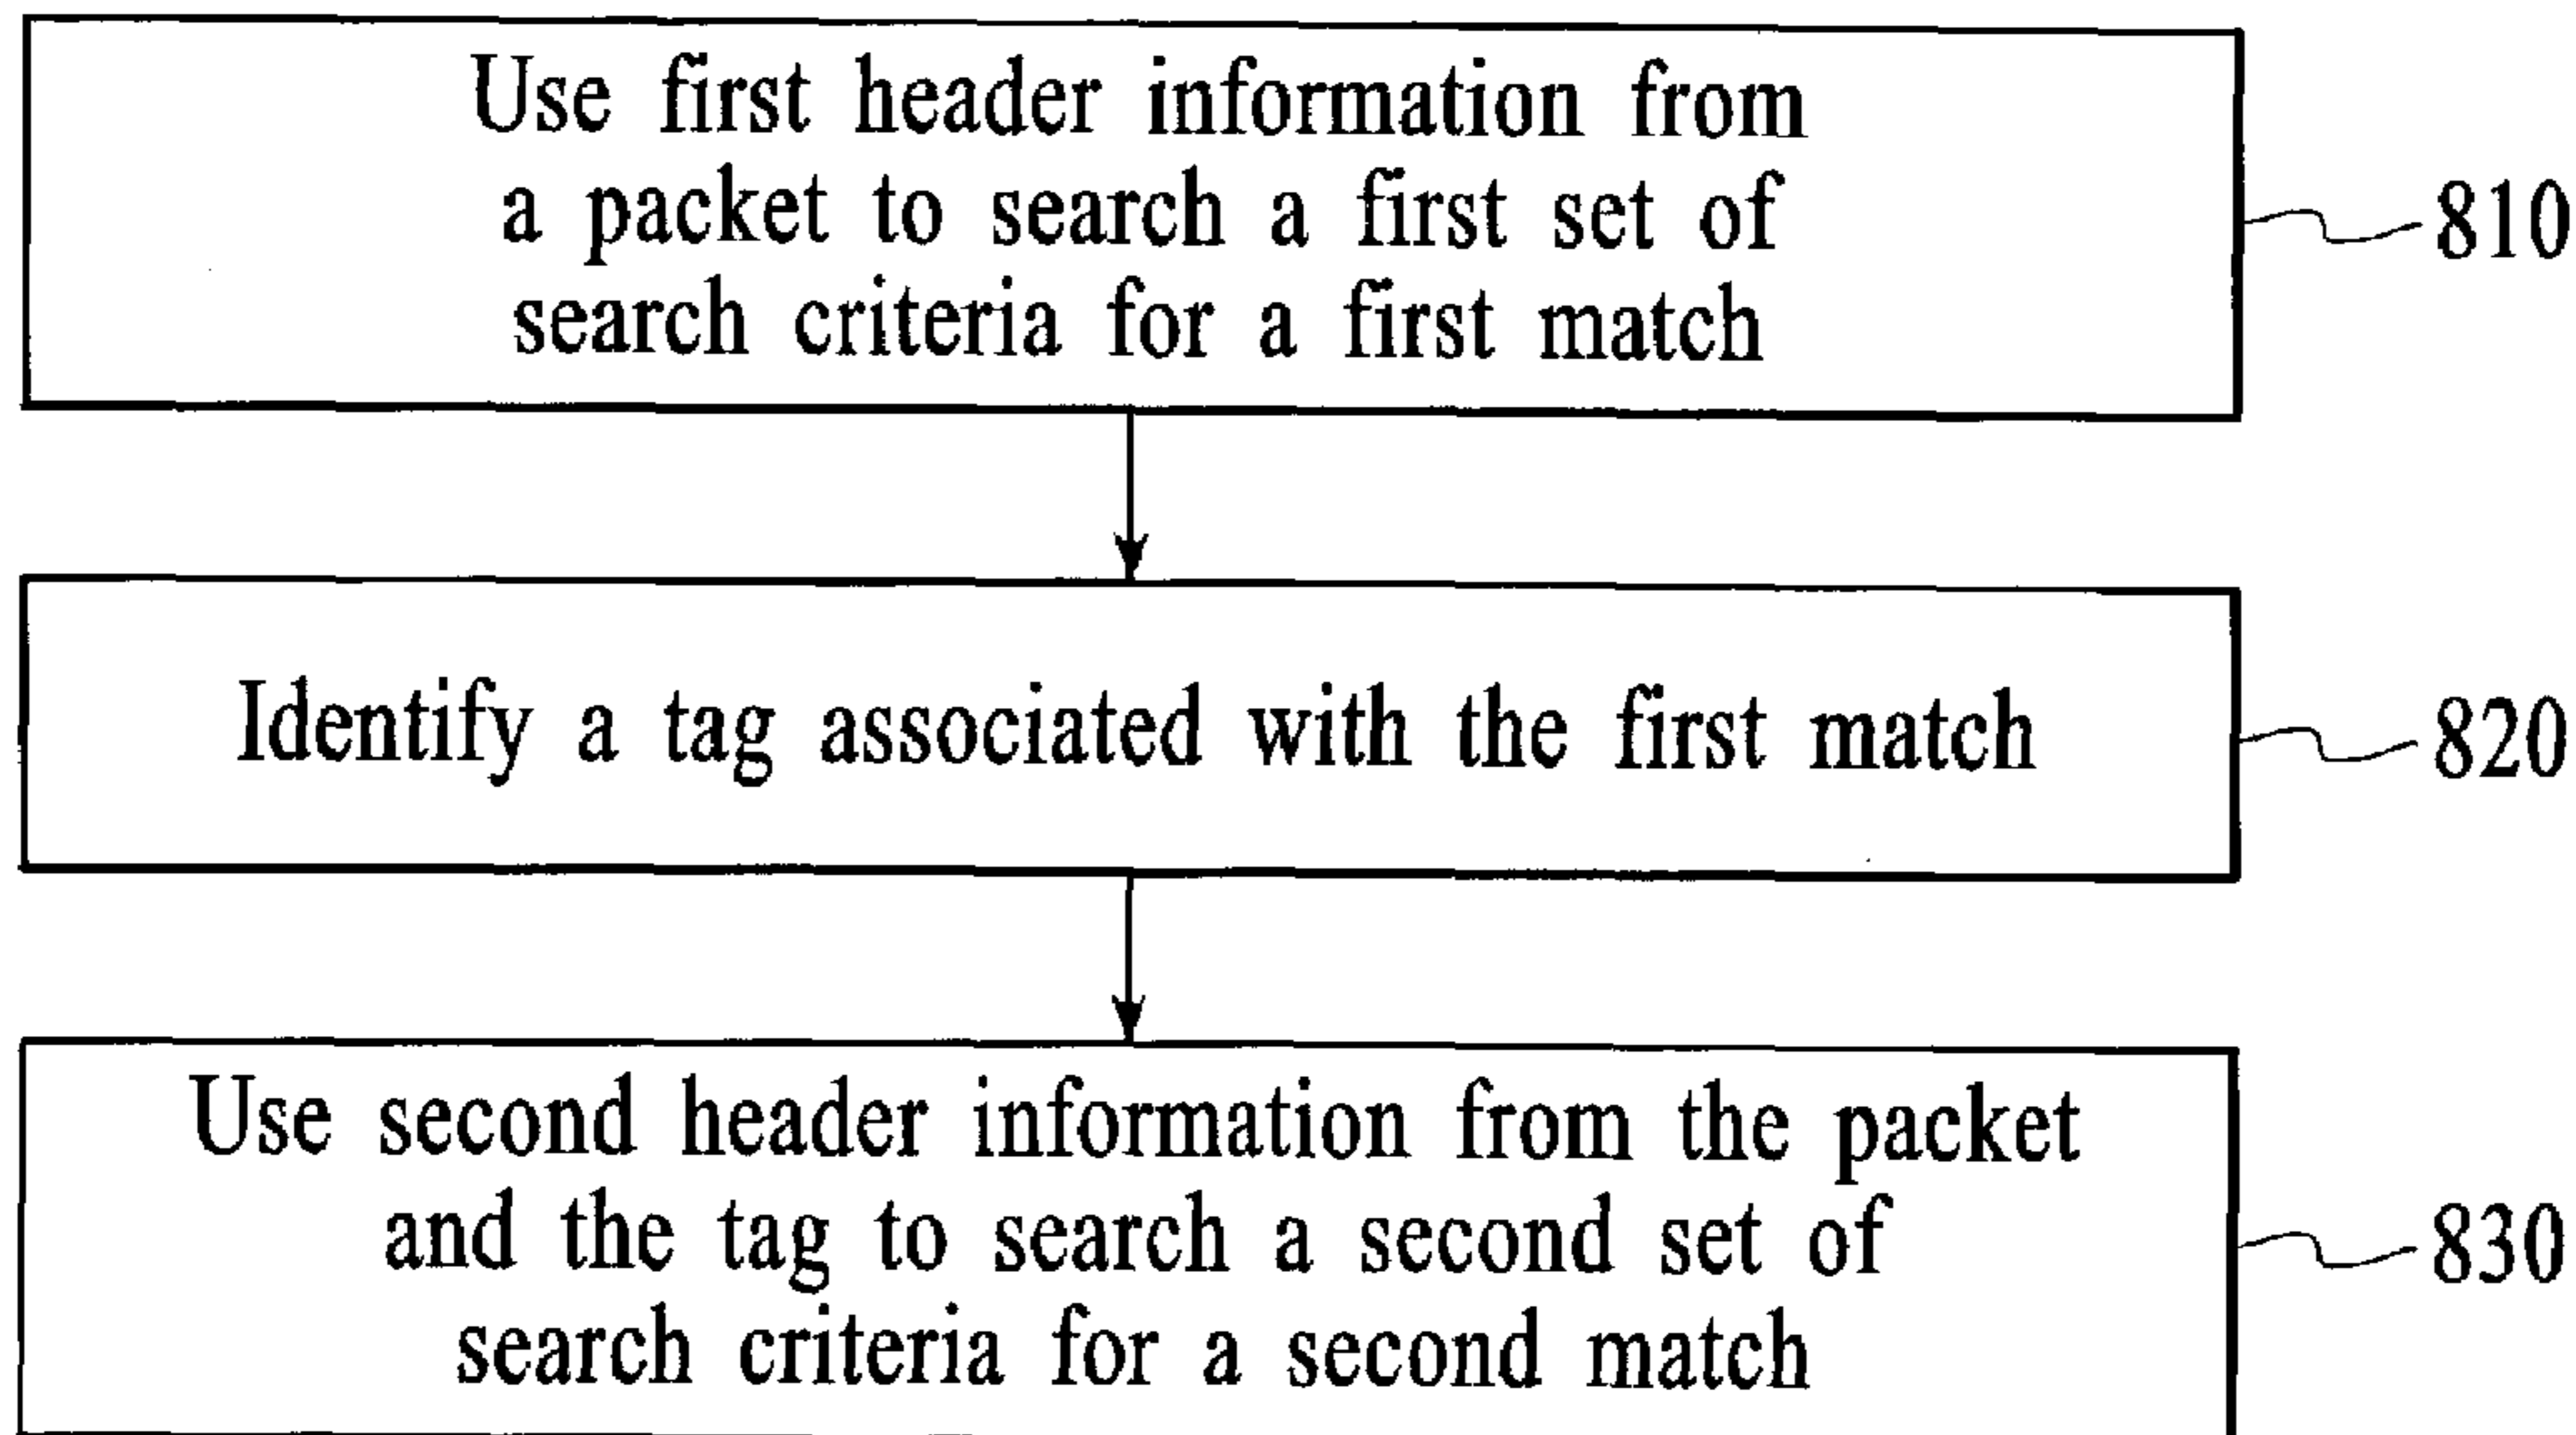 Use first header information from
a packet to search a first set of
search criteria for a first match
810
Identify a tag associated with the first match
820
Use second header information from the packet
and the tag to search a second set of
search criteria for a second match
830